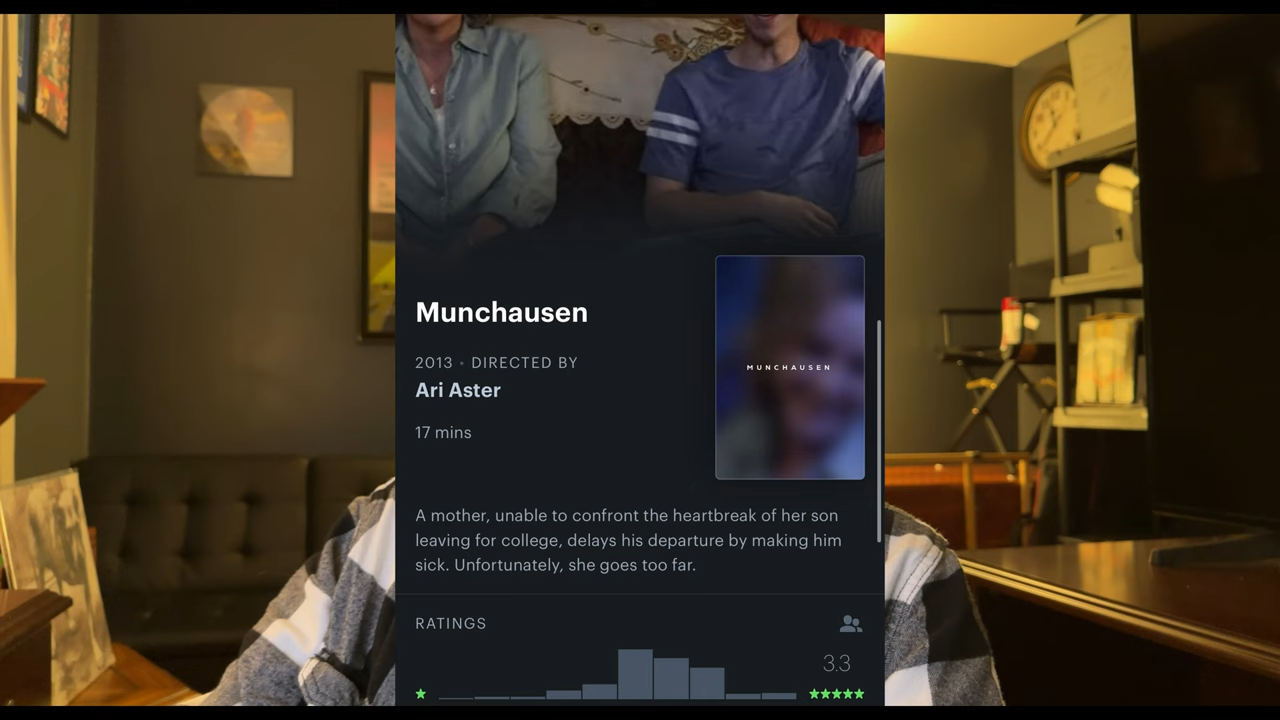 Munchausen
2013 • DIRECTED BY
Ari Aster
17 mins
MUNCHAUSEN
A mother, unable to confront the heartbreak of her son
leaving for college, delays his departure by making him
sick. Unfortunately, she goes too far.
RATINGS
3.3